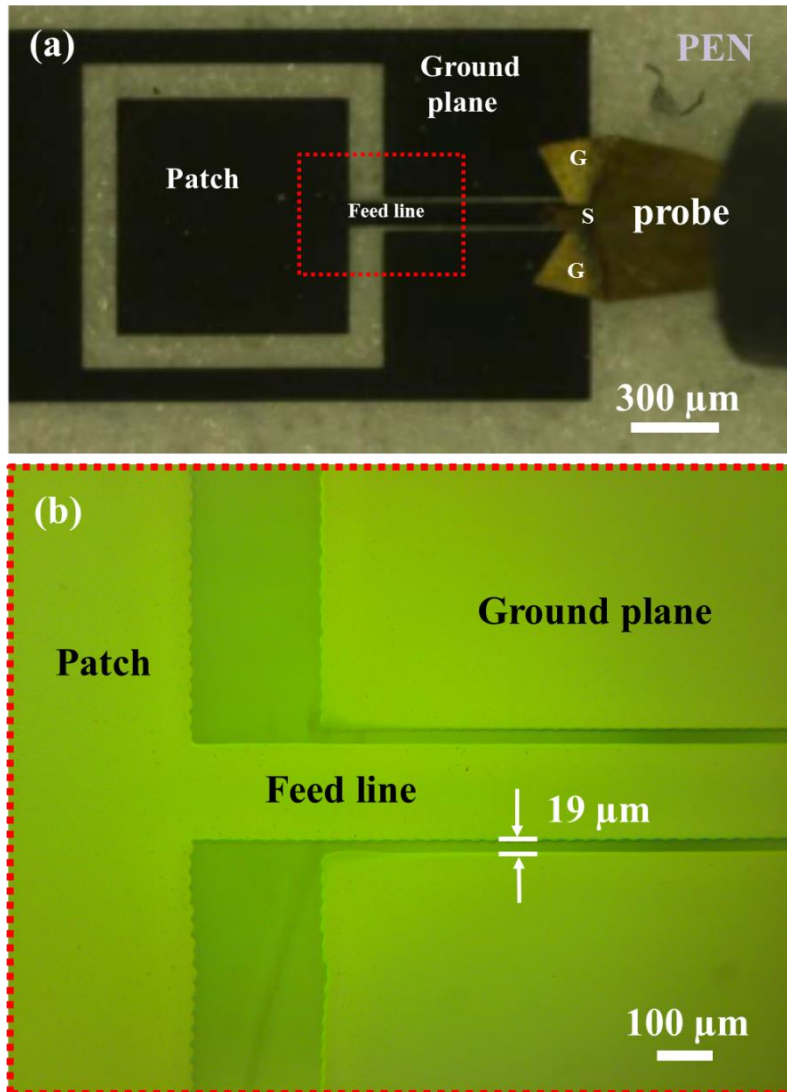 (a)
Ground
plane
PEN
Patch
G
Feed line
S
probe
G
300 µm
(b)
Ground plane
Patch
Feed line
19 µm
100 µm